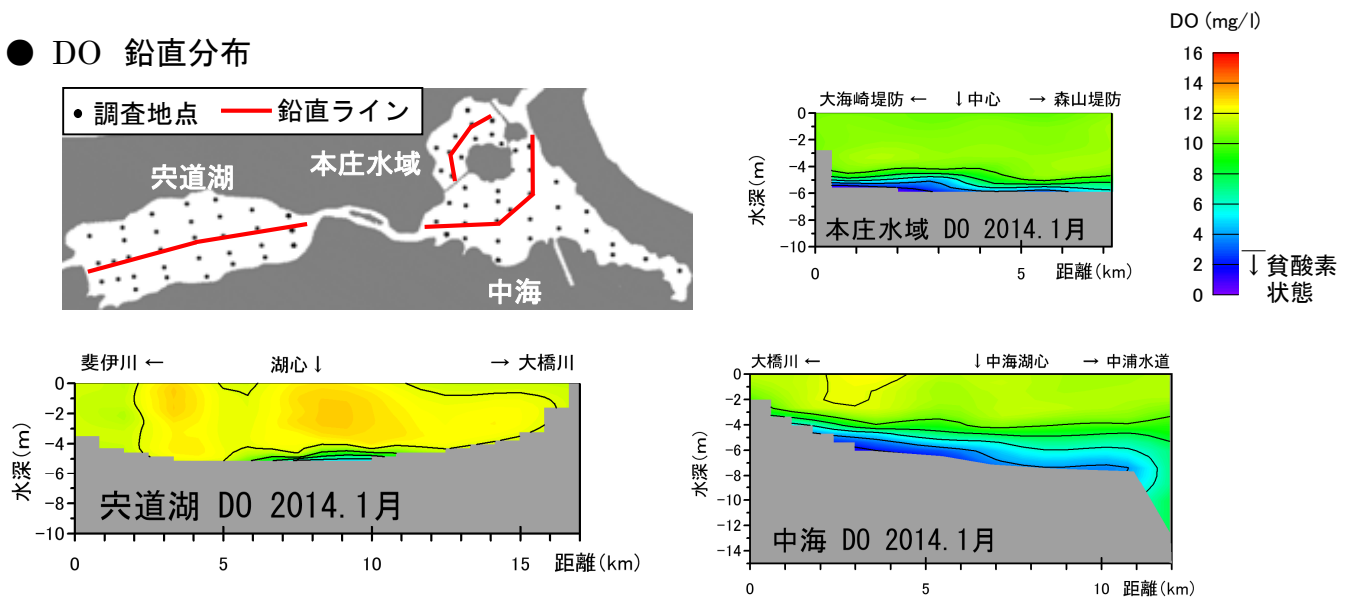 ● DO 鉛直分布
• 調査地点 鉛直ライン
宍道湖
本庄水域
中海
大海崎堤防 ← ↓中心 → 森山堤防
水深(m)
0
-2
-4
-6
-8
-10
本庄水域 DO 2014.1月
0 5 距離(km)
DO (mg/l)
16
14
12
10
8
6
4
2
0
↓ 貧酸素
状態
斐伊川 ← 湖心↓ → 大橋川
水深(m)
0
-2
-4
-6
-8
-10
宍道湖 DO 2014.1月
0 5 10 15 距離(km)
大橋川 ← ↓中海湖心 → 中浦水道
水深(m)
0
-2
-4
-6
-8
-10
-12
-14
中海 DO 2014.1月
0 5 10 距離(km)